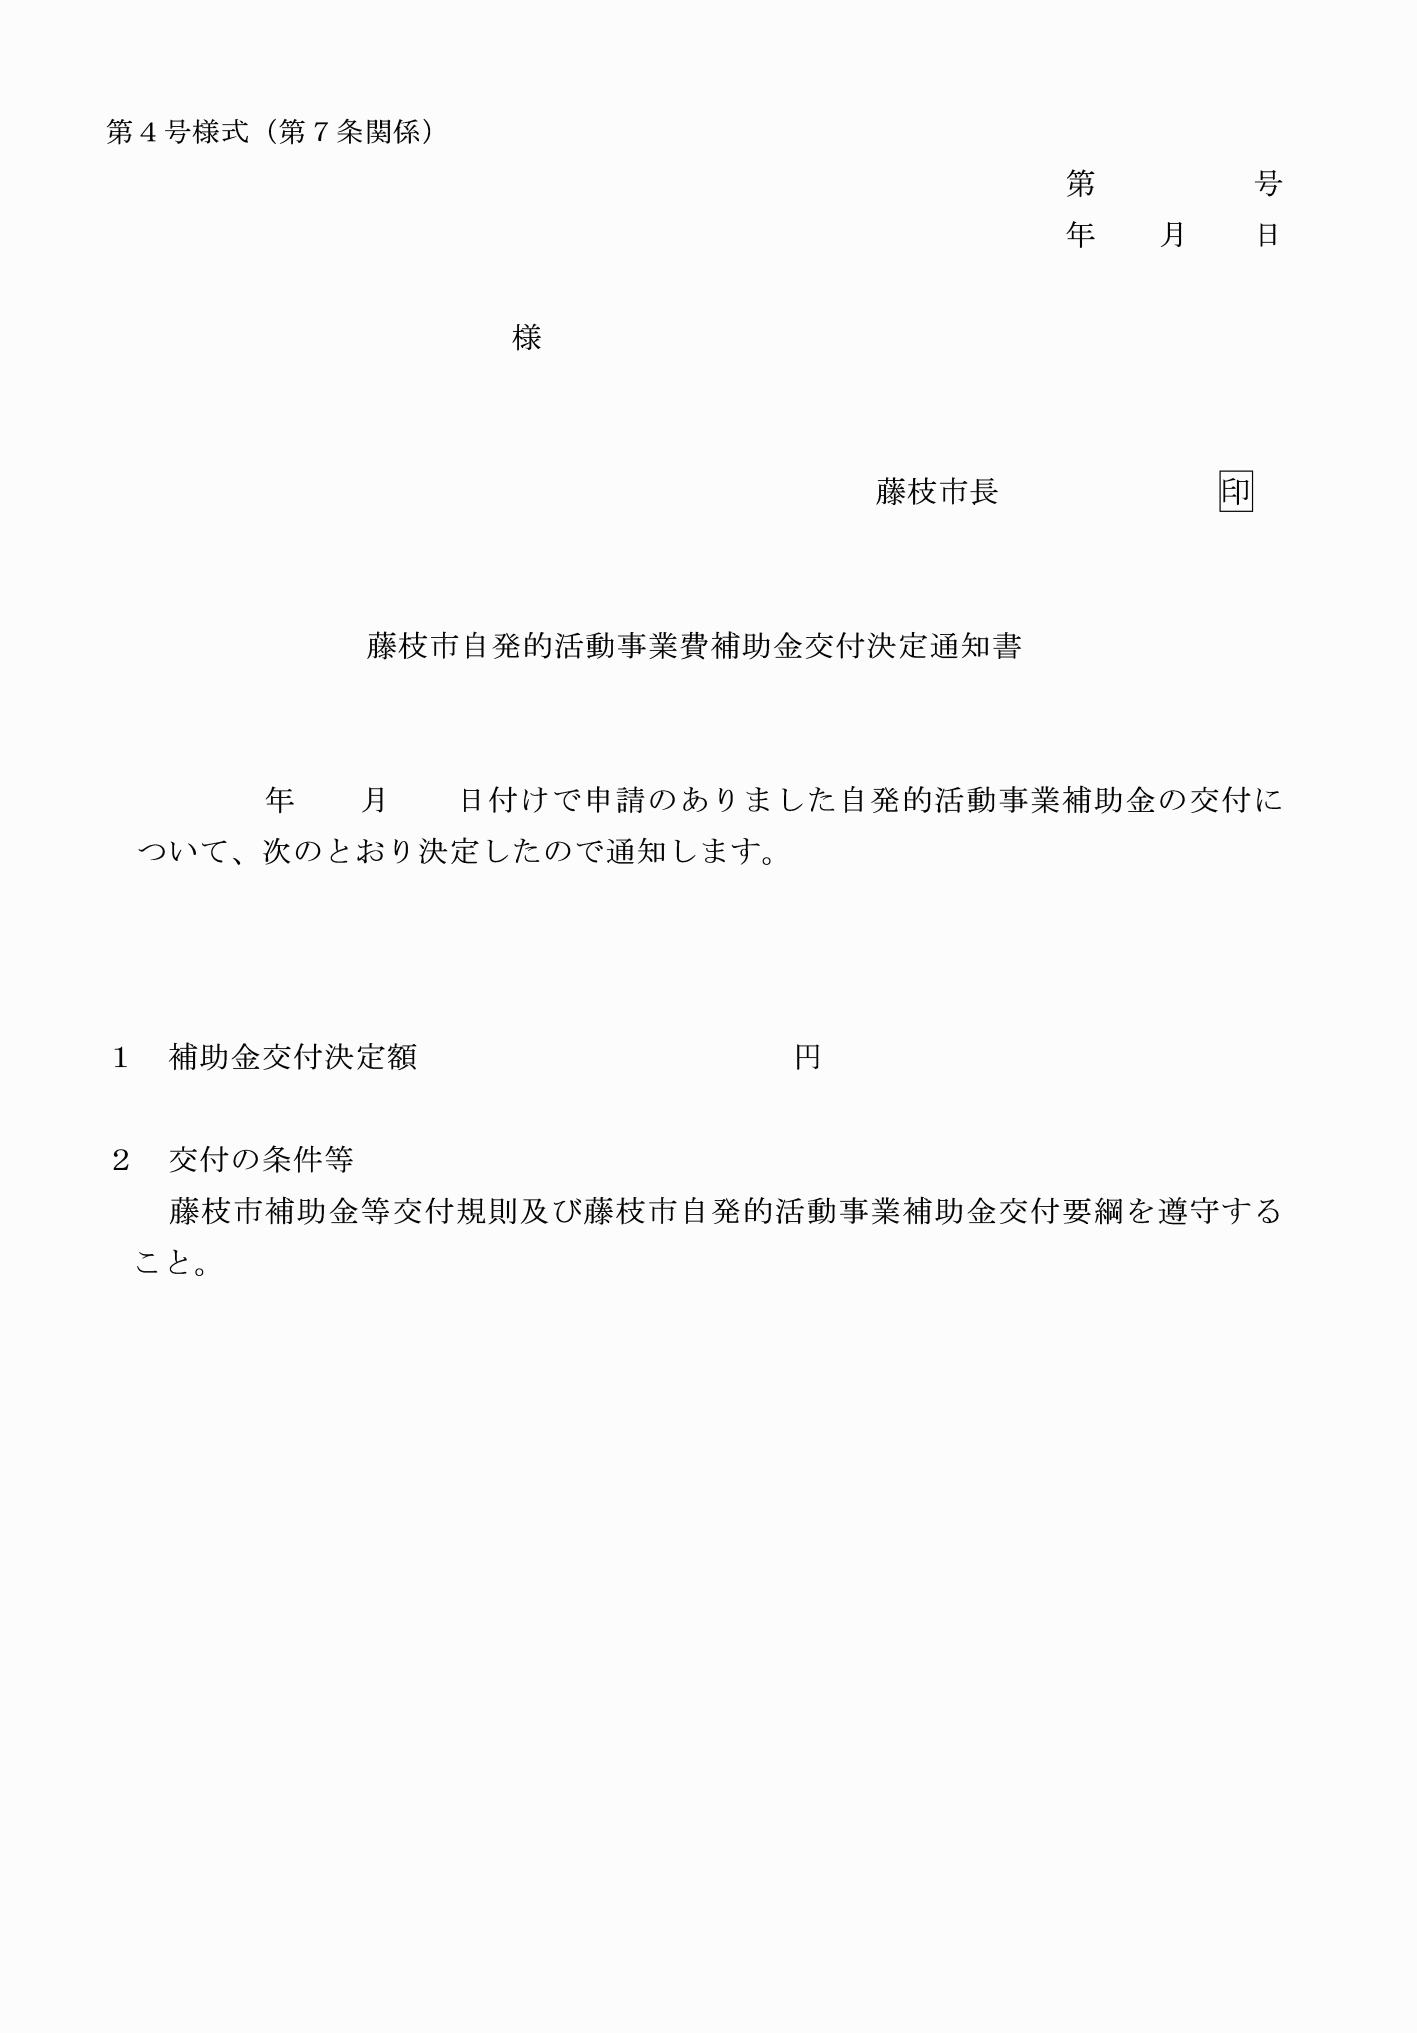 第４号様式（第７条関係）
第　　　　　号
年　　月　　日
様
藤枝市長　　　　　　　印
藤枝市自発的活動事業費補助金交付決定通知書
年　　月　　日付けで申請のありました自発的活動事業補助金の交付に
ついて、次のとおり決定したので通知します。
１　補助金交付決定額　　　　　　　　　　　　円
２　交付の条件等
藤枝市補助金等交付規則及び藤枝市自発的活動事業補助金交付要綱を遵守する
こと。